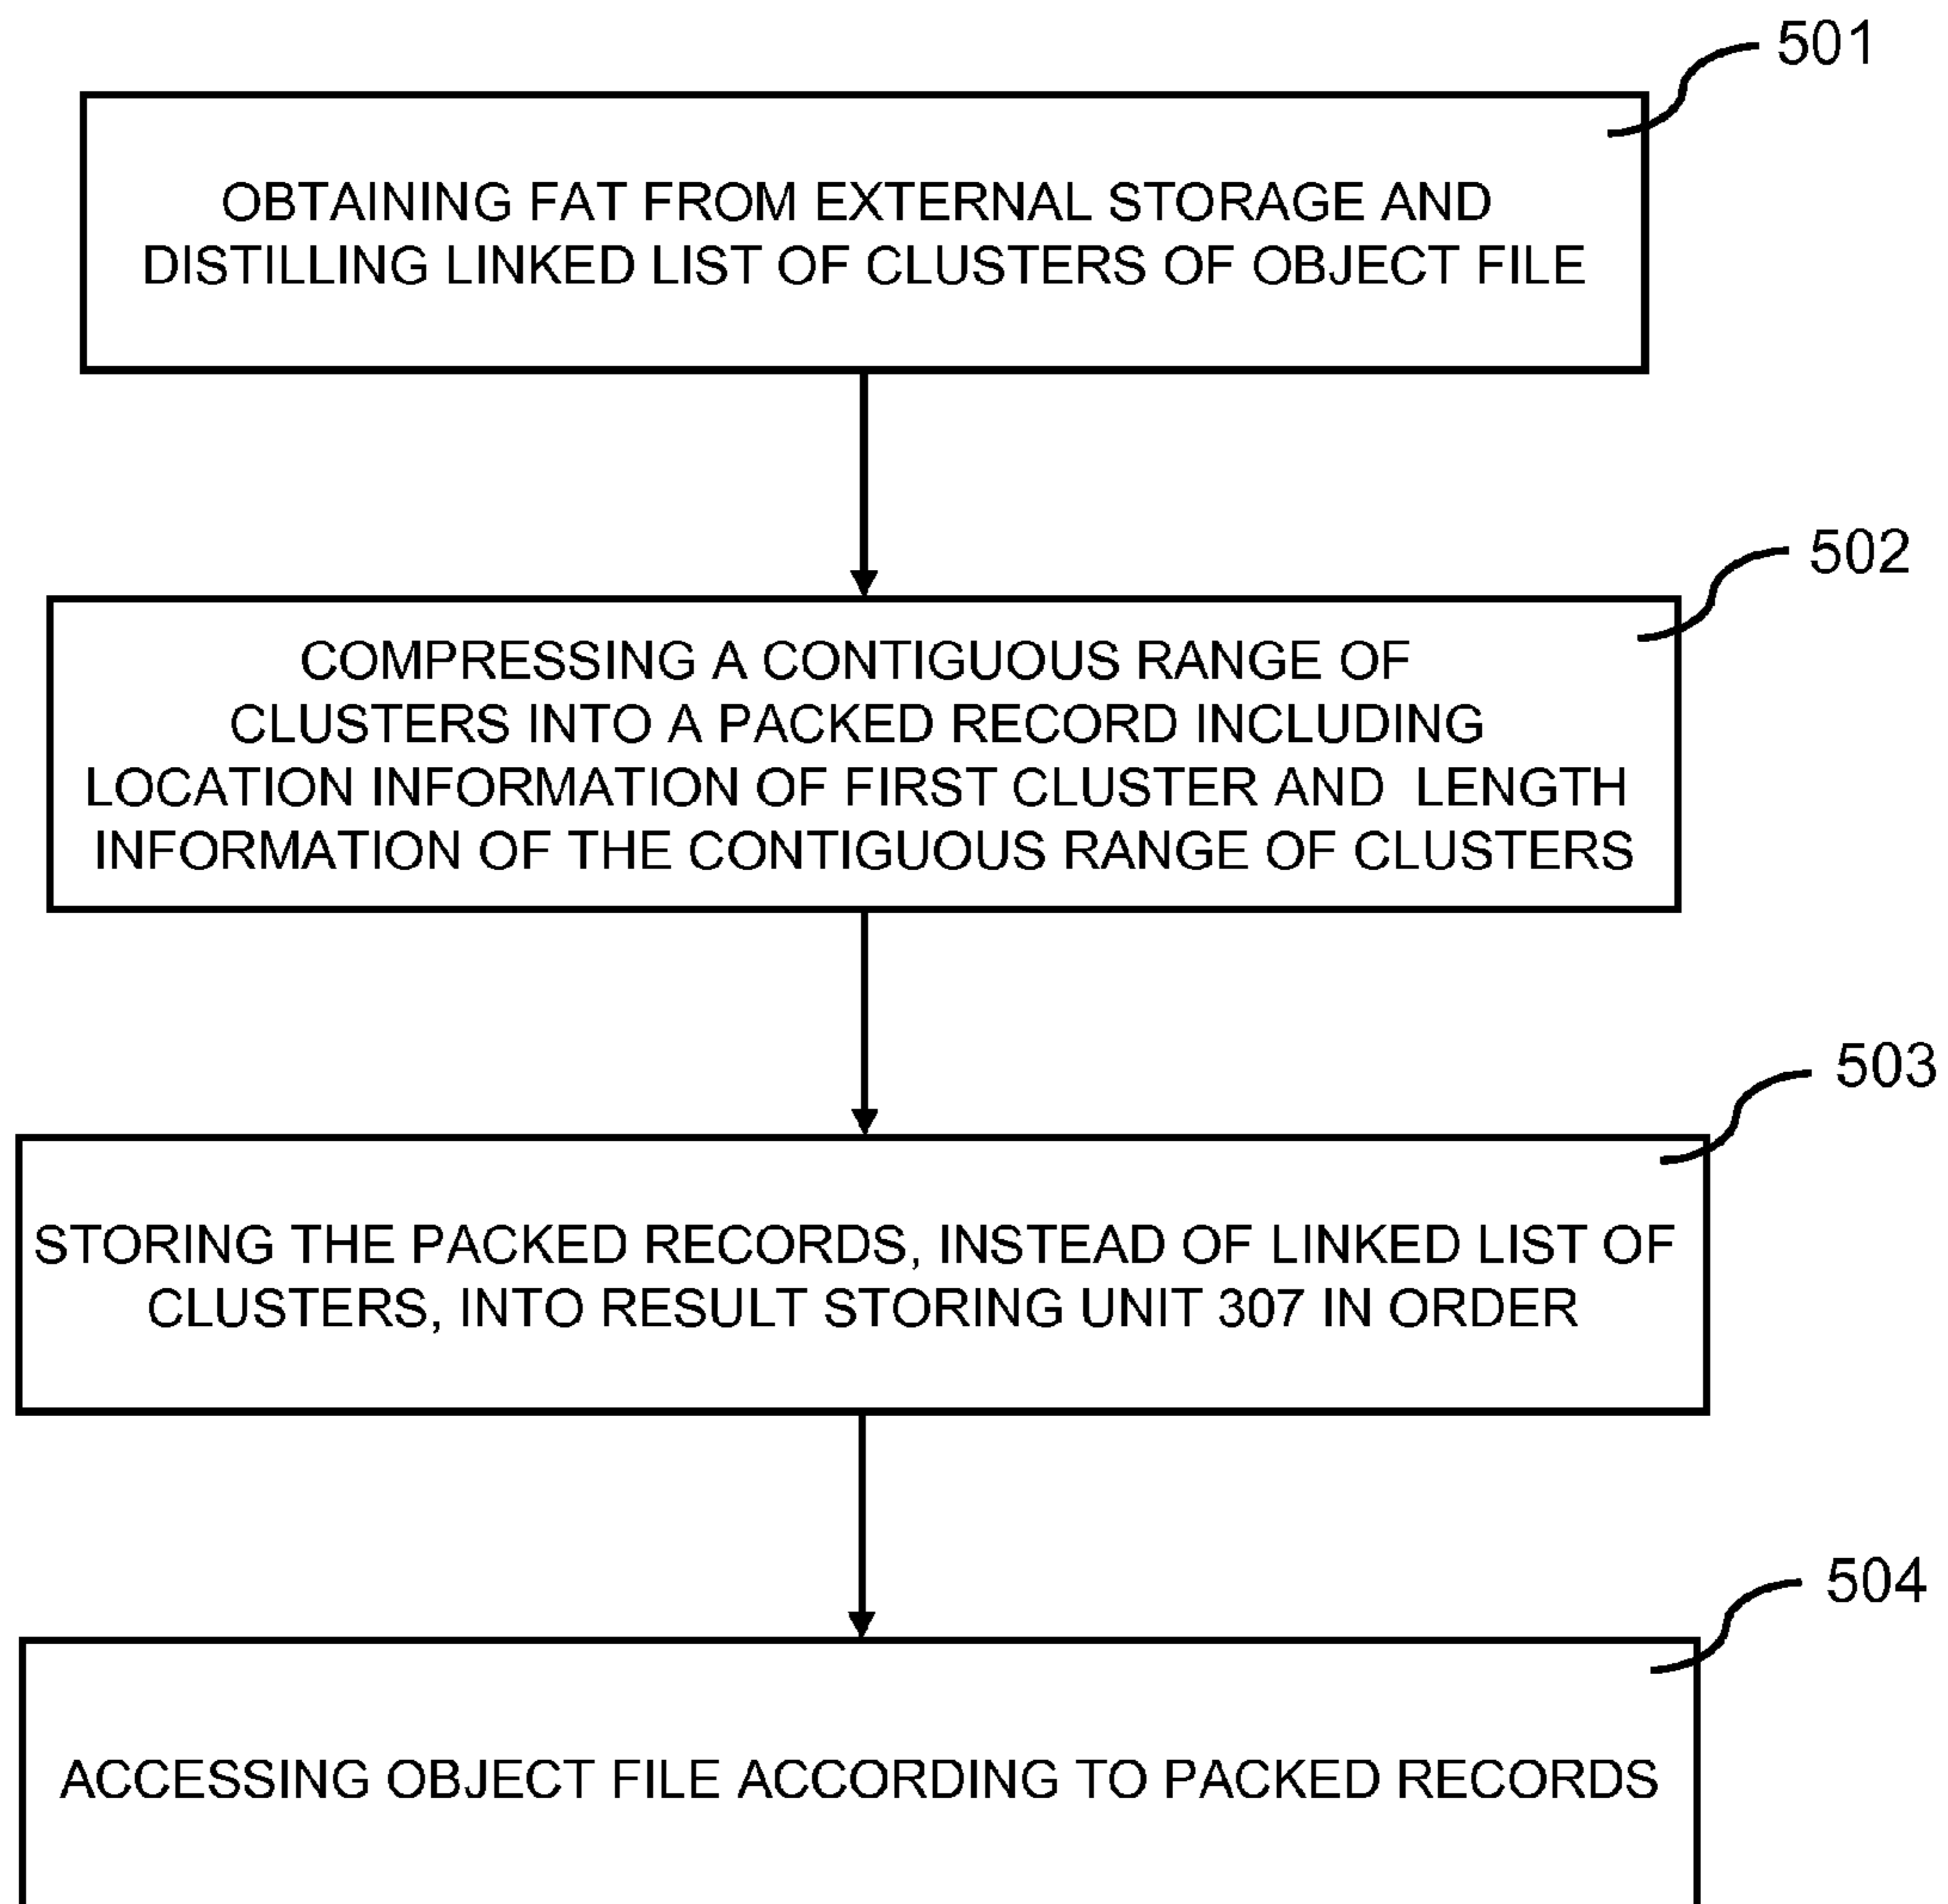 501
OBTAINING FAT FROM EXTERNAL STORAGE AND
DISTILLING LINKED LIST OF CLUSTERS OF OBJECT FILE
502
COMPRESSING A CONTIGUOUS RANGE OF
CLUSTERS INTO A PACKED RECORD INCLUDING
LOCATION INFORMATION OF FIRST CLUSTER AND LENGTH
INFORMATION OF THE CONTIGUOUS RANGE OF CLUSTERS
503
STORING THE PACKED RECORDS, INSTEAD OF LINKED LIST OF
CLUSTERS, INTO RESULT STORING UNIT 307 IN ORDER
504
ACCESSING OBJECT FILE ACCORDING TO PACKED RECORDS